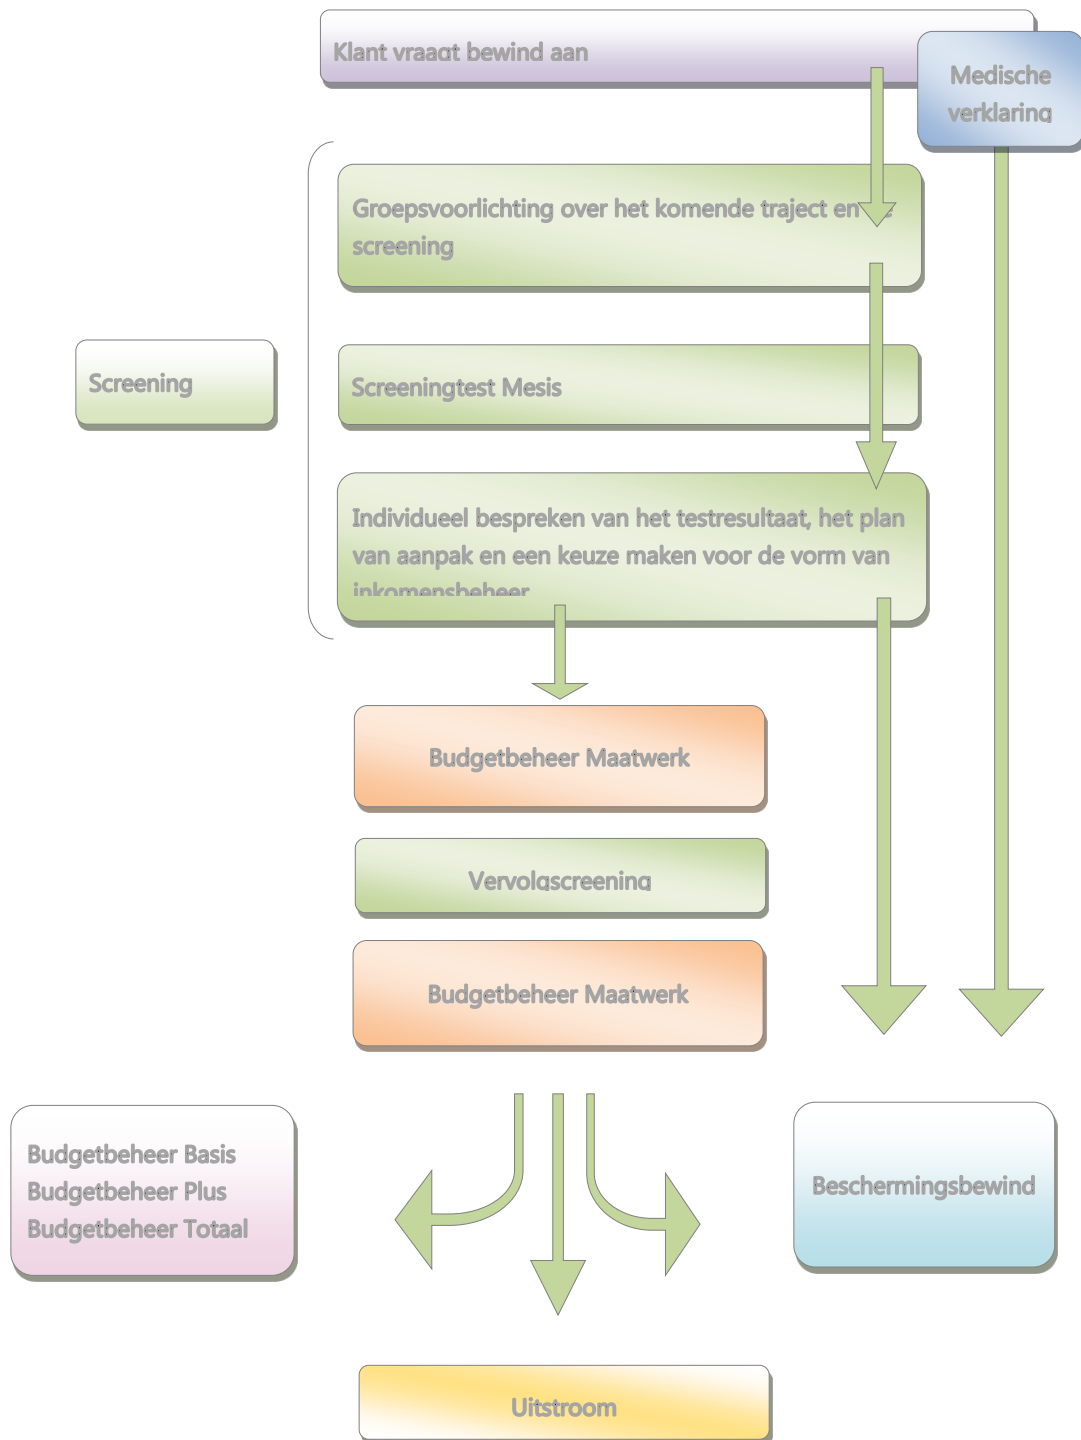 Klant vraagt bewind aan
Medische
verklaring
Groepsvoorlichting over het komende traject en de
screening
Screening
Screeningtest Mesis
Individueel bespreken van het testresultaat, het plan
van aanpak en een keuze maken voor de vorm van
inkomensbeheer
Budgetbeheer Maatwerk
Vervolgscreening
Budgetbeheer Maatwerk
Budgetbeheer Basis
Budgetbeheer Plus
Budgetbeheer Totaal
Beschermingsbewind
Uitstroom